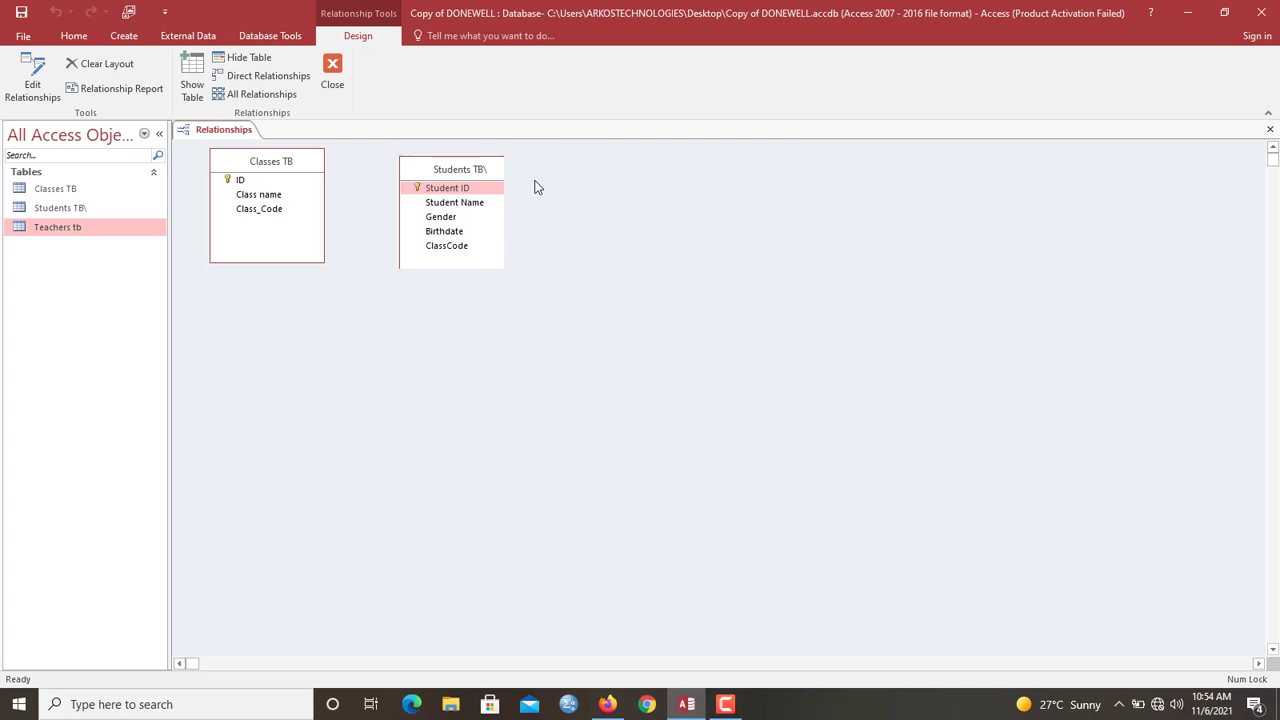 Relationship Tools
Copy of DONEWELL : Database- C:\Users\ARKOSTECHNOLOGIES\Desktop\Copy of DONEWELL.accdb (Access 2007 - 2016 file format) - Access (Product Activation Failed)
?
File
Home
Create
External Data
Database Tools
Design
Tell me what you want to do...
Sign in
Edit Relationships
Clear Layout
Relationship Report
Tools
Show Table
Hide Table
Direct Relationships
All Relationships
Relationships
Close
All Access Obje...
Search...
Tables
Classes TB
Students TB\
Teachers tb
Relationships
Classes TB
ID
Class name
Class_Code
Students TB\
Student ID
Student Name
Gender
Birthdate
ClassCode
Ready
Num Lock
Type here to search
27°C Sunny
10:54 AM
11/6/2021
4